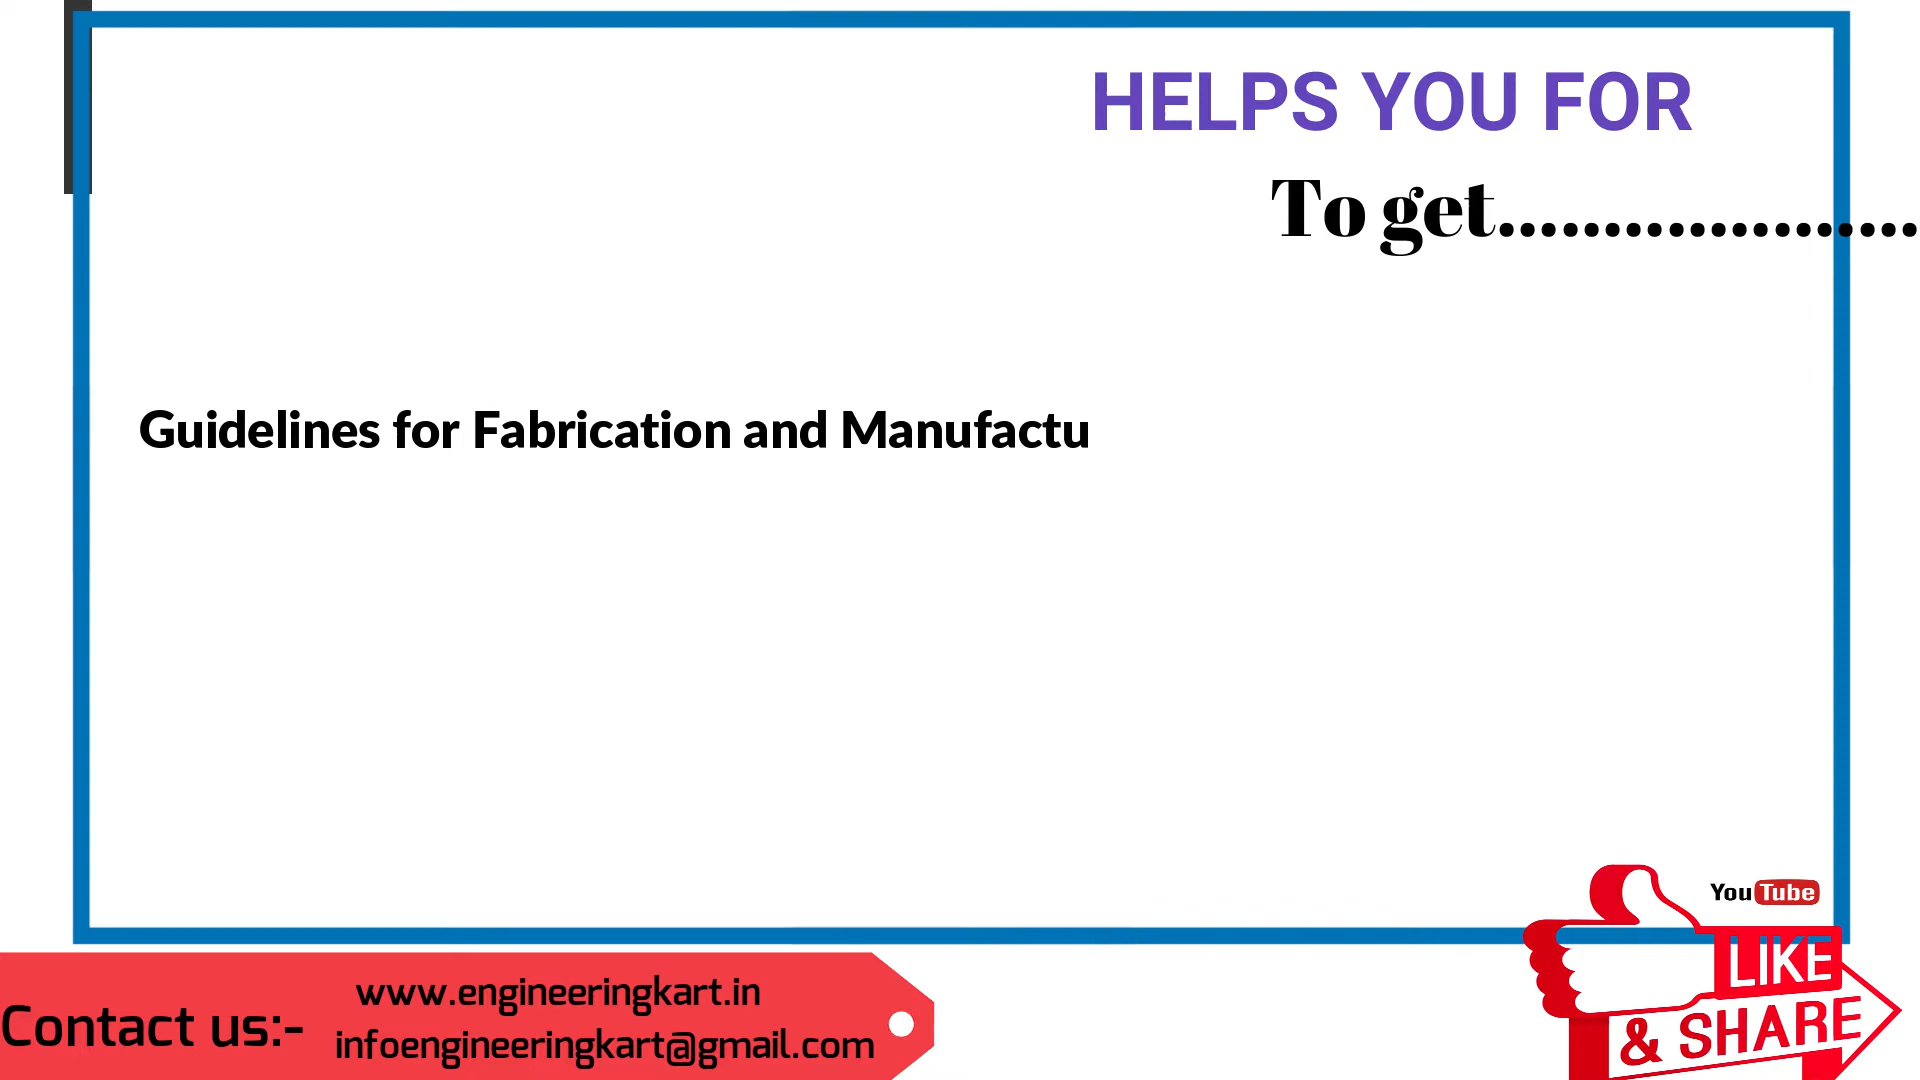 HELPS YOU FOR
To get....................
Guidelines for Fabrication and Manufactu
YouTube
LIKE
& SHARE
Contact us:-
www.engineeringkart.in
infoengineeringkart@gmail.com